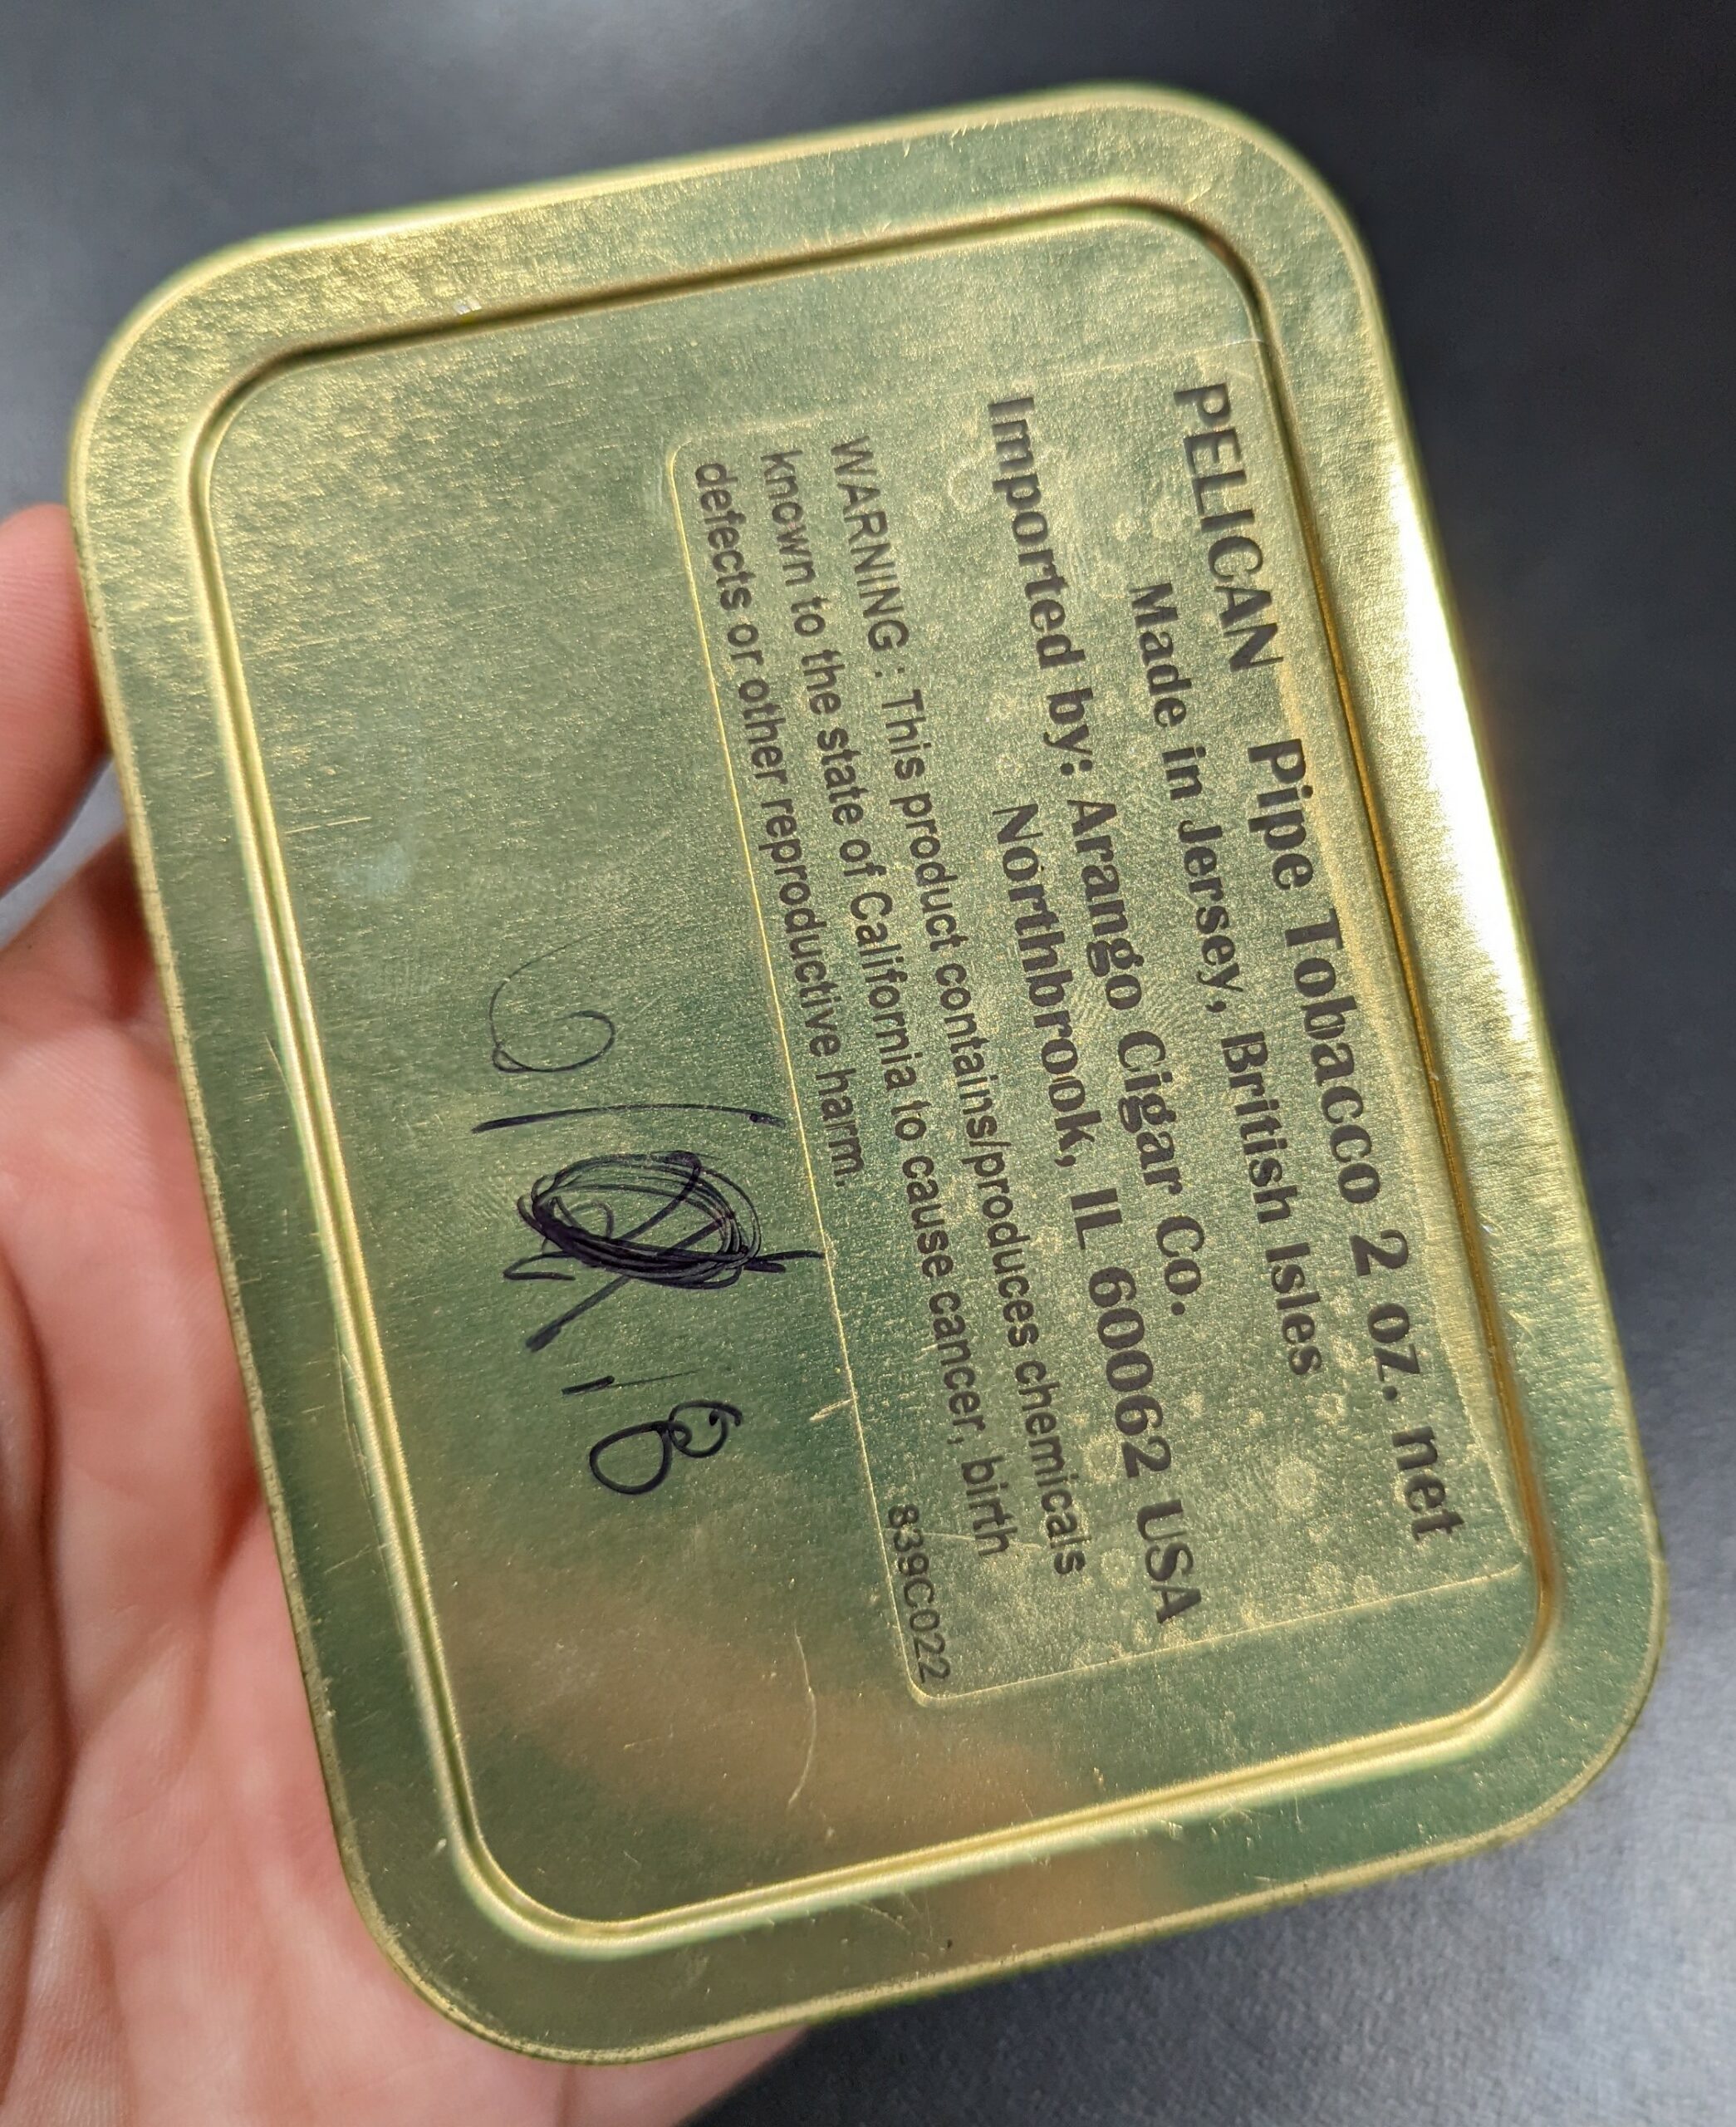 PELICAN Pipe Tobacco 2 oz. net
Made in Jersey, British Isles
Imported by: Arango Cigar Co.
Northbrook, IL 60062 USA
WARNING : This product contains/produces chemicals
known to the state of California to cause cancer, birth
defects or other reproductive harm.
839C022